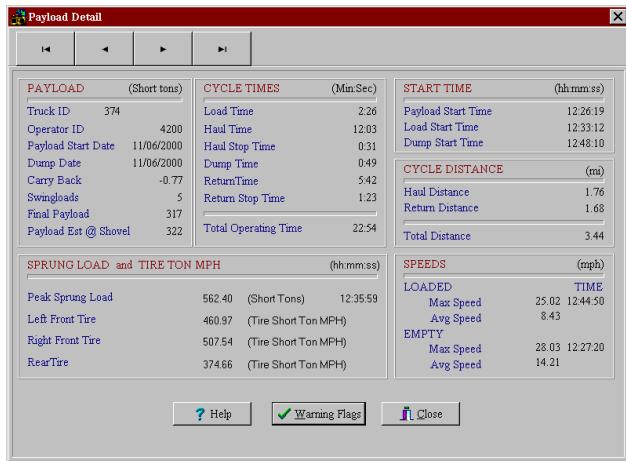 Payload Detail
PAYLOAD (Short tons)
Truck ID 374
Operator ID 4200
Payload Start Date 11/06/2000
Dump Date 11/06/2000
Carry Back -0.77
Swingloads 5
Final Payload 317
Payload Est @ Shovel 322
CYCLE TIMES (Min:Sec)
Load Time 2:26
Haul Time 12:03
Haul Stop Time 0:31
Dump Time 0:49
ReturnTime 5:42
Return Stop Time 1:23
Total Operating Time 22:54
START TIME (hh:mm:ss)
Payload Start Time 12:26:19
Load Start Time 12:33:12
Dump Start Time 12:48:10
CYCLE DISTANCE (mi)
Haul Distance 1.76
Return Distance 1.68
Total Distance 3.44
SPRUNG LOAD and TIRE TON MPH (hh:mm:ss)
Peak Sprung Load 562.40 (Short Tons) 12:35:59
Left Front Tire 460.97 (Tire Short Ton MPH)
Right Front Tire 507.54 (Tire Short Ton MPH)
RearTire 374.66 (Tire Short Ton MPH)
SPEEDS (mph)
LOADED TIME
Max Speed 25.02 12:44:50
Avg Speed 8.43
EMPTY
Max Speed 28.03 12:27:20
Avg Speed 14.21
? Help
Warning Flags
Close